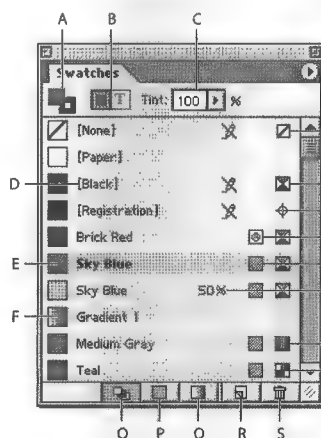 A B C
Swatches
T Tint: 100 %
[None]
[Paper]
D [Black]
[Registration]
Brick Red
E Sky Blue
Sky Blue 50%
F Gradient 1
Medium Gray
Teal
O P Q R S